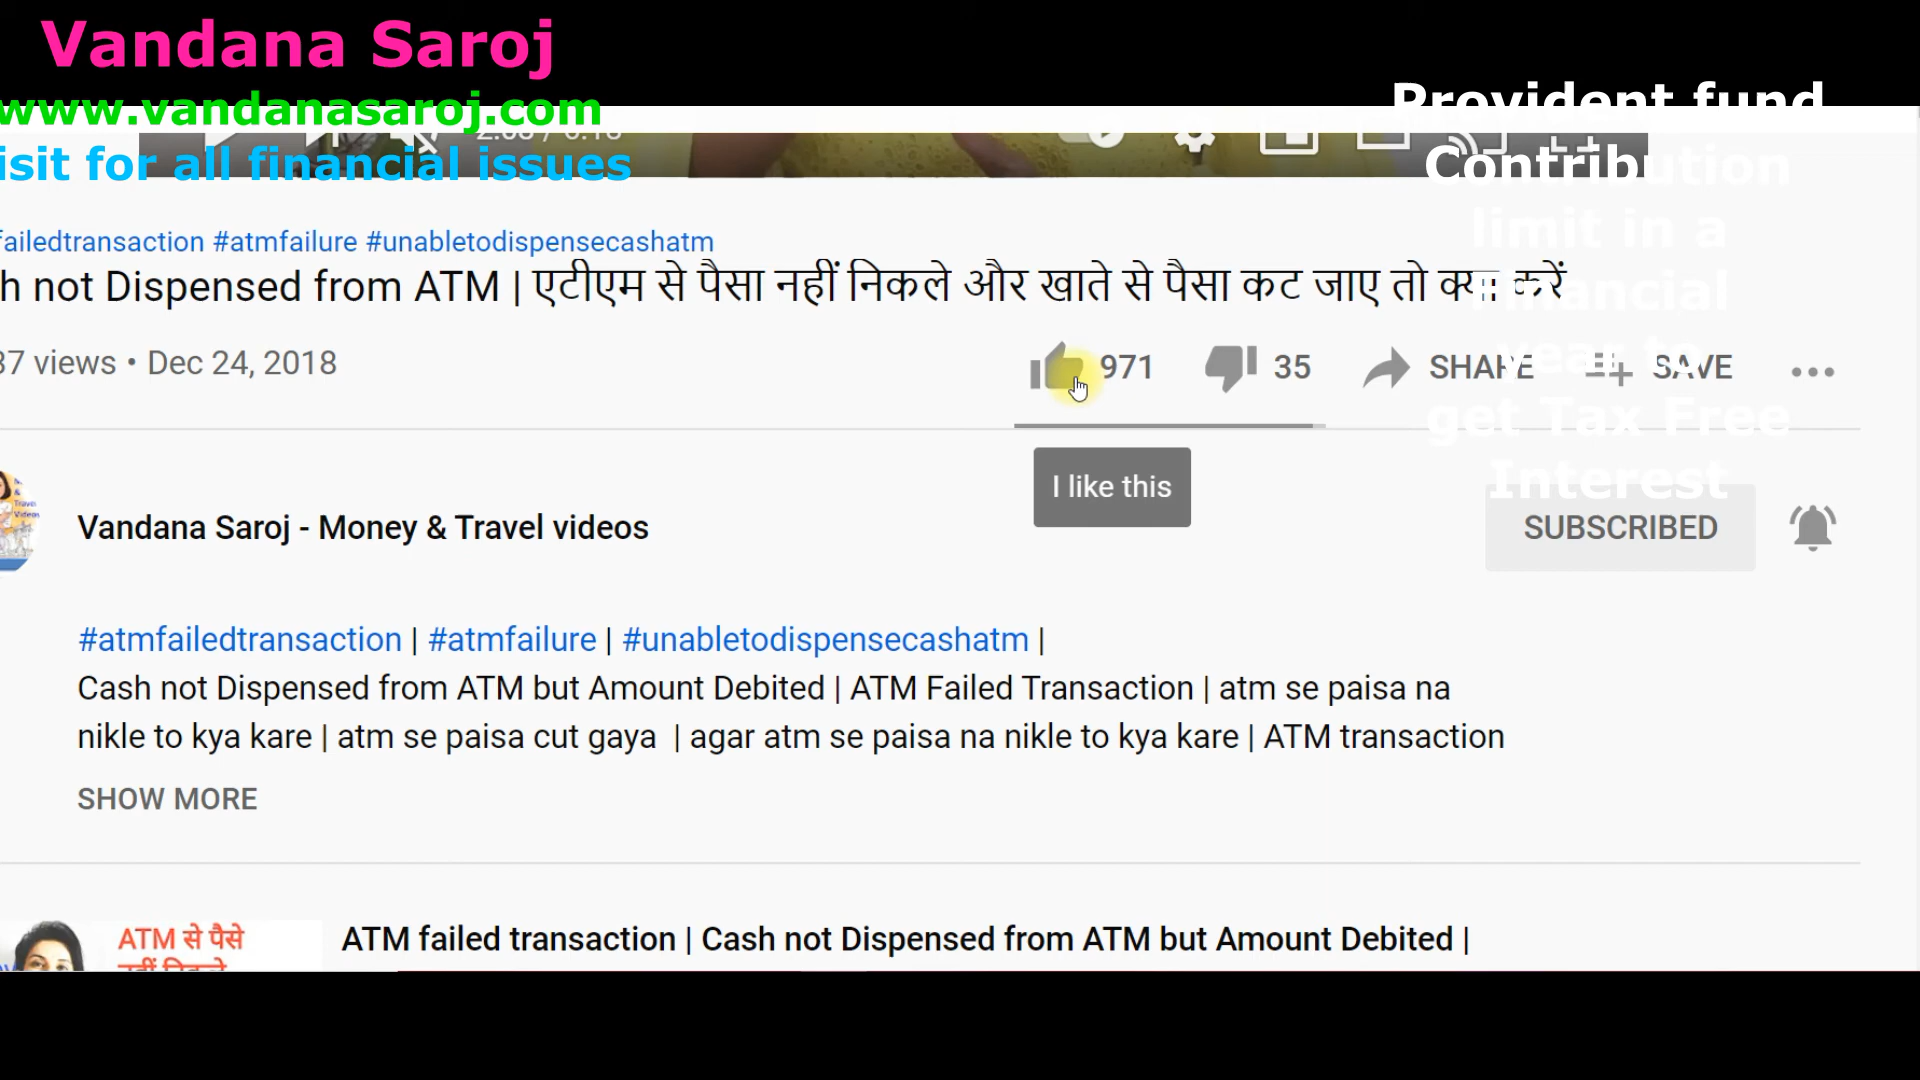 Vandana Saroj
www.vandanasaroj.com
isit for all financial issues
Provident fund
Contribution
limit in a
Financial
year to
get Tax Free
Interest
failedtransaction #atmfailure #unabletodispensecashatm
h not Dispensed from ATM | एटीएम से पैसा नहीं निकले और खाते से पैसा कट जाए तो क्या करें
37 views • Dec 24, 2018
971 35 SHARE SAVE
I like this
Vandana Saroj - Money & Travel videos
SUBSCRIBED
#atmfailedtransaction | #atmfailure | #unabletodispensecashatm |
Cash not Dispensed from ATM but Amount Debited | ATM Failed Transaction | atm se paisa na
nikle to kya kare | atm se paisa cut gaya | agar atm se paisa na nikle to kya kare | ATM transaction
SHOW MORE
ATM से पैसे
ATM failed transaction | Cash not Dispensed from ATM but Amount Debited |